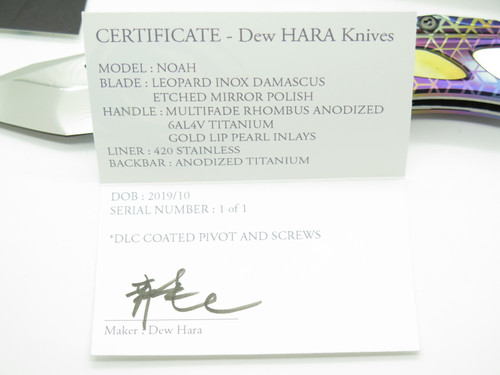 CERTIFICATE - Dew HARA Knives
MODEL : NOAH
BLADE : LEOPARD INOX DAMASCUS
ETCHED MIRROR POLISH
HANDLE : MULTIFADE RHOMBUS ANODIZED
6AL4V TITANIUM
GOLD LIP PEARL INLAYS
LINER : 420 STAINLESS
BACKBAR : ANODIZED TITANIUM
DOB : 2019/10
SERIAL NUMBER : 1 of 1
*DLC COATED PIVOT AND SCREWS
Maker : Dew Hara